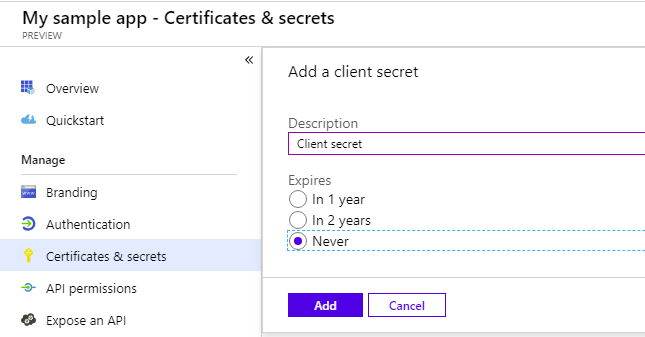 My sample app - Certificates & secrets
PREVIEW
«
Overview
Quickstart
Manage
Branding
Authentication
Certificates & secrets
API permissions
Expose an API
Add a client secret
Description
Client secret
Expires
In 1 year
In 2 years
Never
Add
Cancel